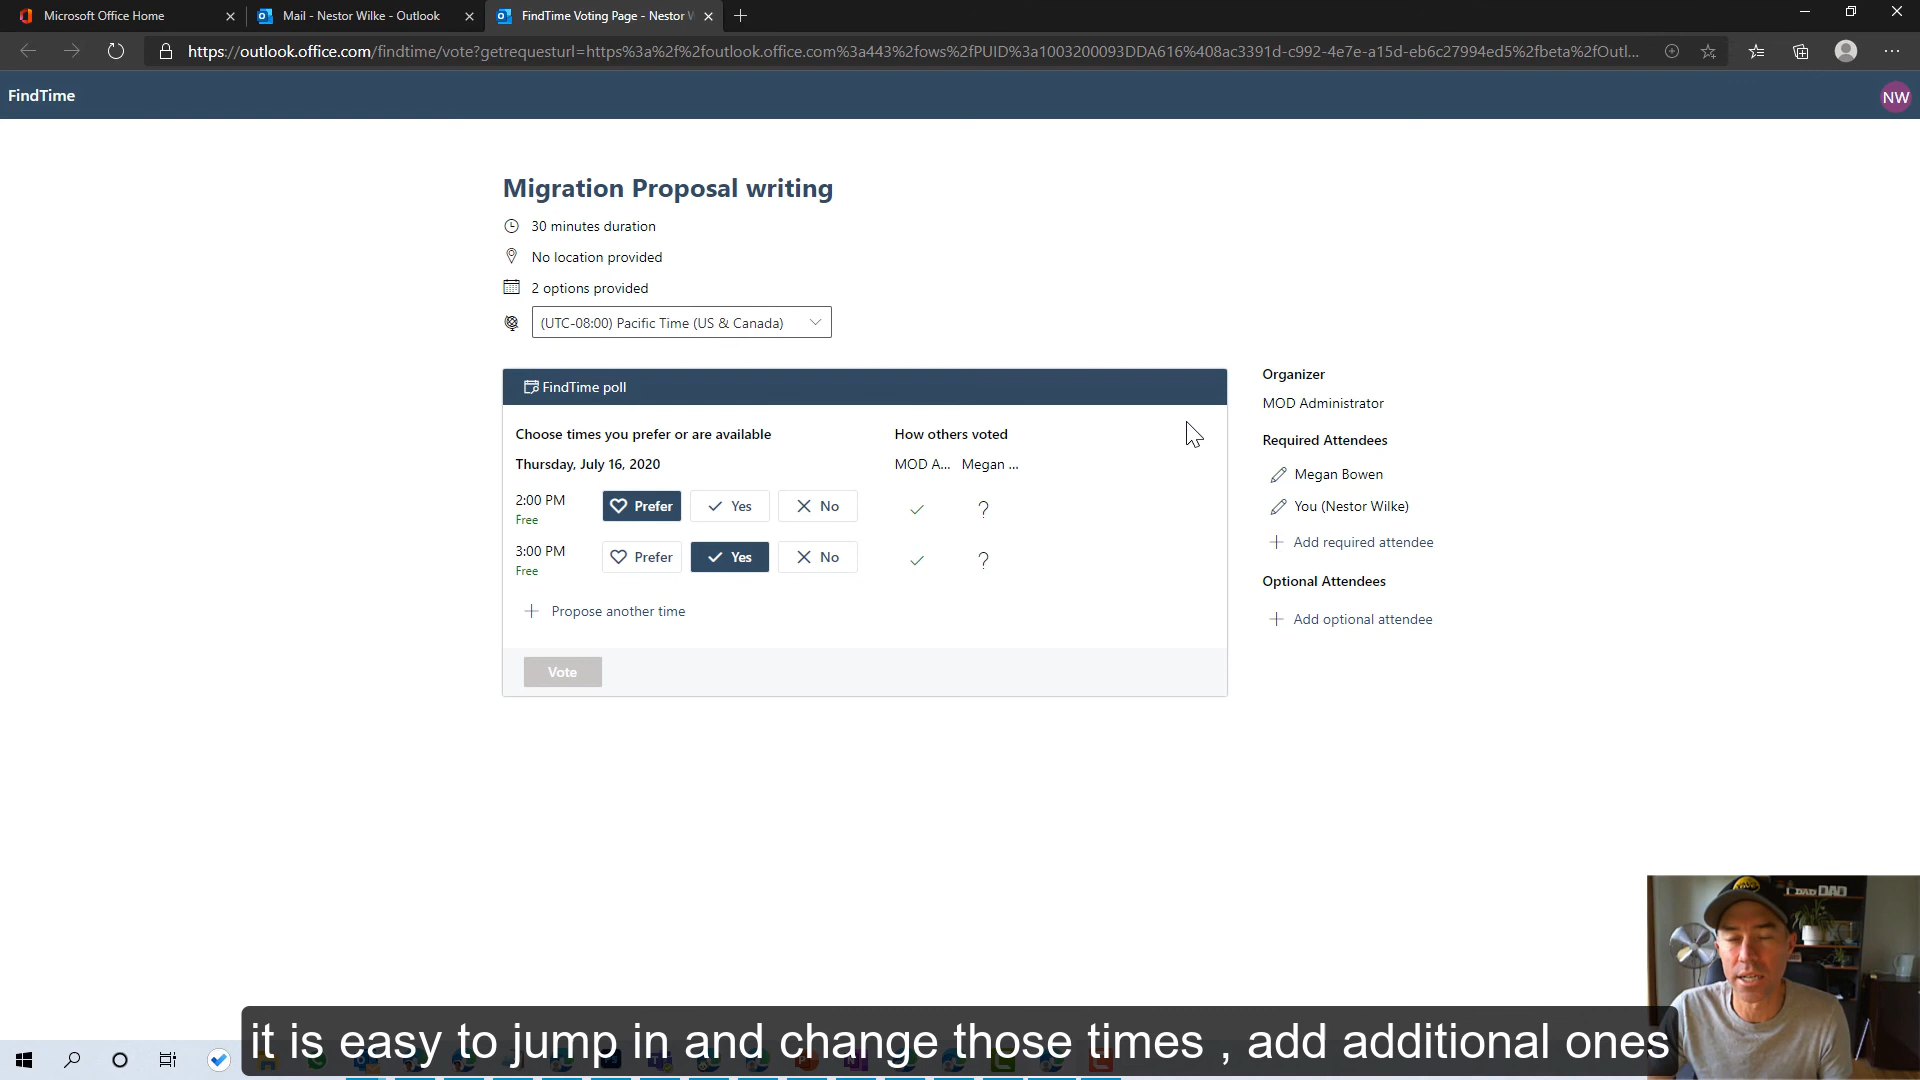 Microsoft Office Home
Mail - Nestor Wilke - Outlook
FindTime Voting Page - Nestor W
https://outlook.office.com/findtime/vote?getrequesturl=https%3a%2f%2foutlook.office.com%3a443%2fows%2fPUID%3a1003200093DDA616%408ac3391d-c992-4e7e-a15d-eb6c27994ed5%2fbeta%2fOutl...
FindTime
NW
Migration Proposal writing
30 minutes duration
No location provided
2 options provided
(UTC-08:00) Pacific Time (US & Canada)
FindTime poll
Choose times you prefer or are available
How others voted
Thursday, July 16, 2020
MOD A... Megan ...
2:00 PM
Free
Prefer
Yes
No
?
3:00 PM
Free
Prefer
Yes
No
?
Propose another time
Vote
Organizer
MOD Administrator
Required Attendees
Megan Bowen
You (Nestor Wilke)
Add required attendee
Optional Attendees
Add optional attendee
DAD
it is easy to jump in and change those times , add additional ones